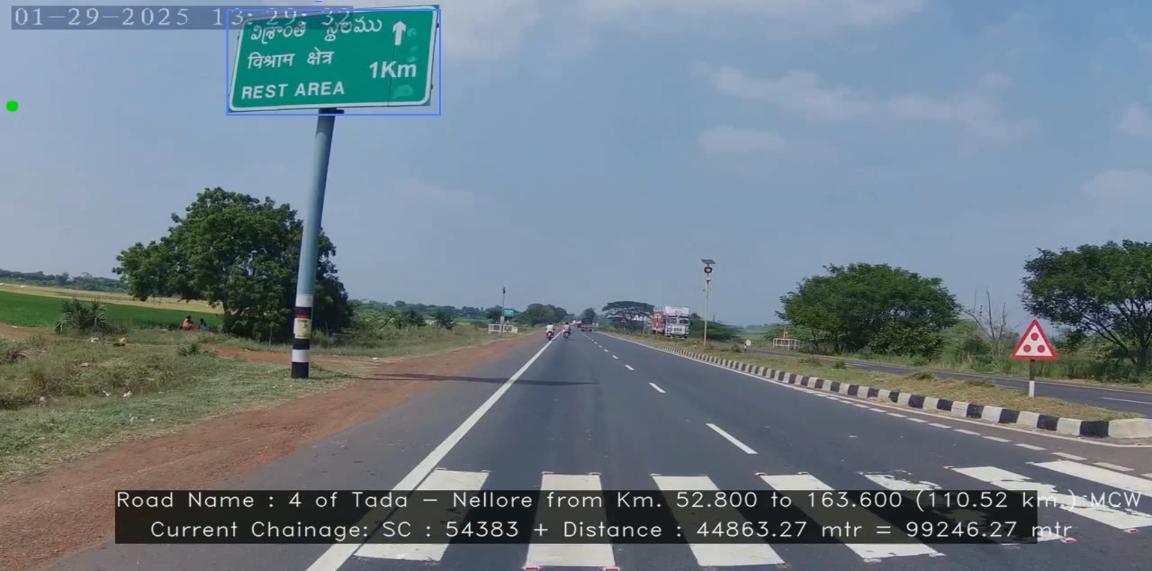 01-29-2025 13:29:32
విశ్రాంతి స్థలము
विश्राम क्षेत्र
1Km
REST AREA
Road Name : 4 of Tada - Nellore from Km. 52.800 to 163.600 (110.52 km.) MCW
Current Chainage: SC : 54383 + Distance : 44863.27 mtr = 99246.27 mtr